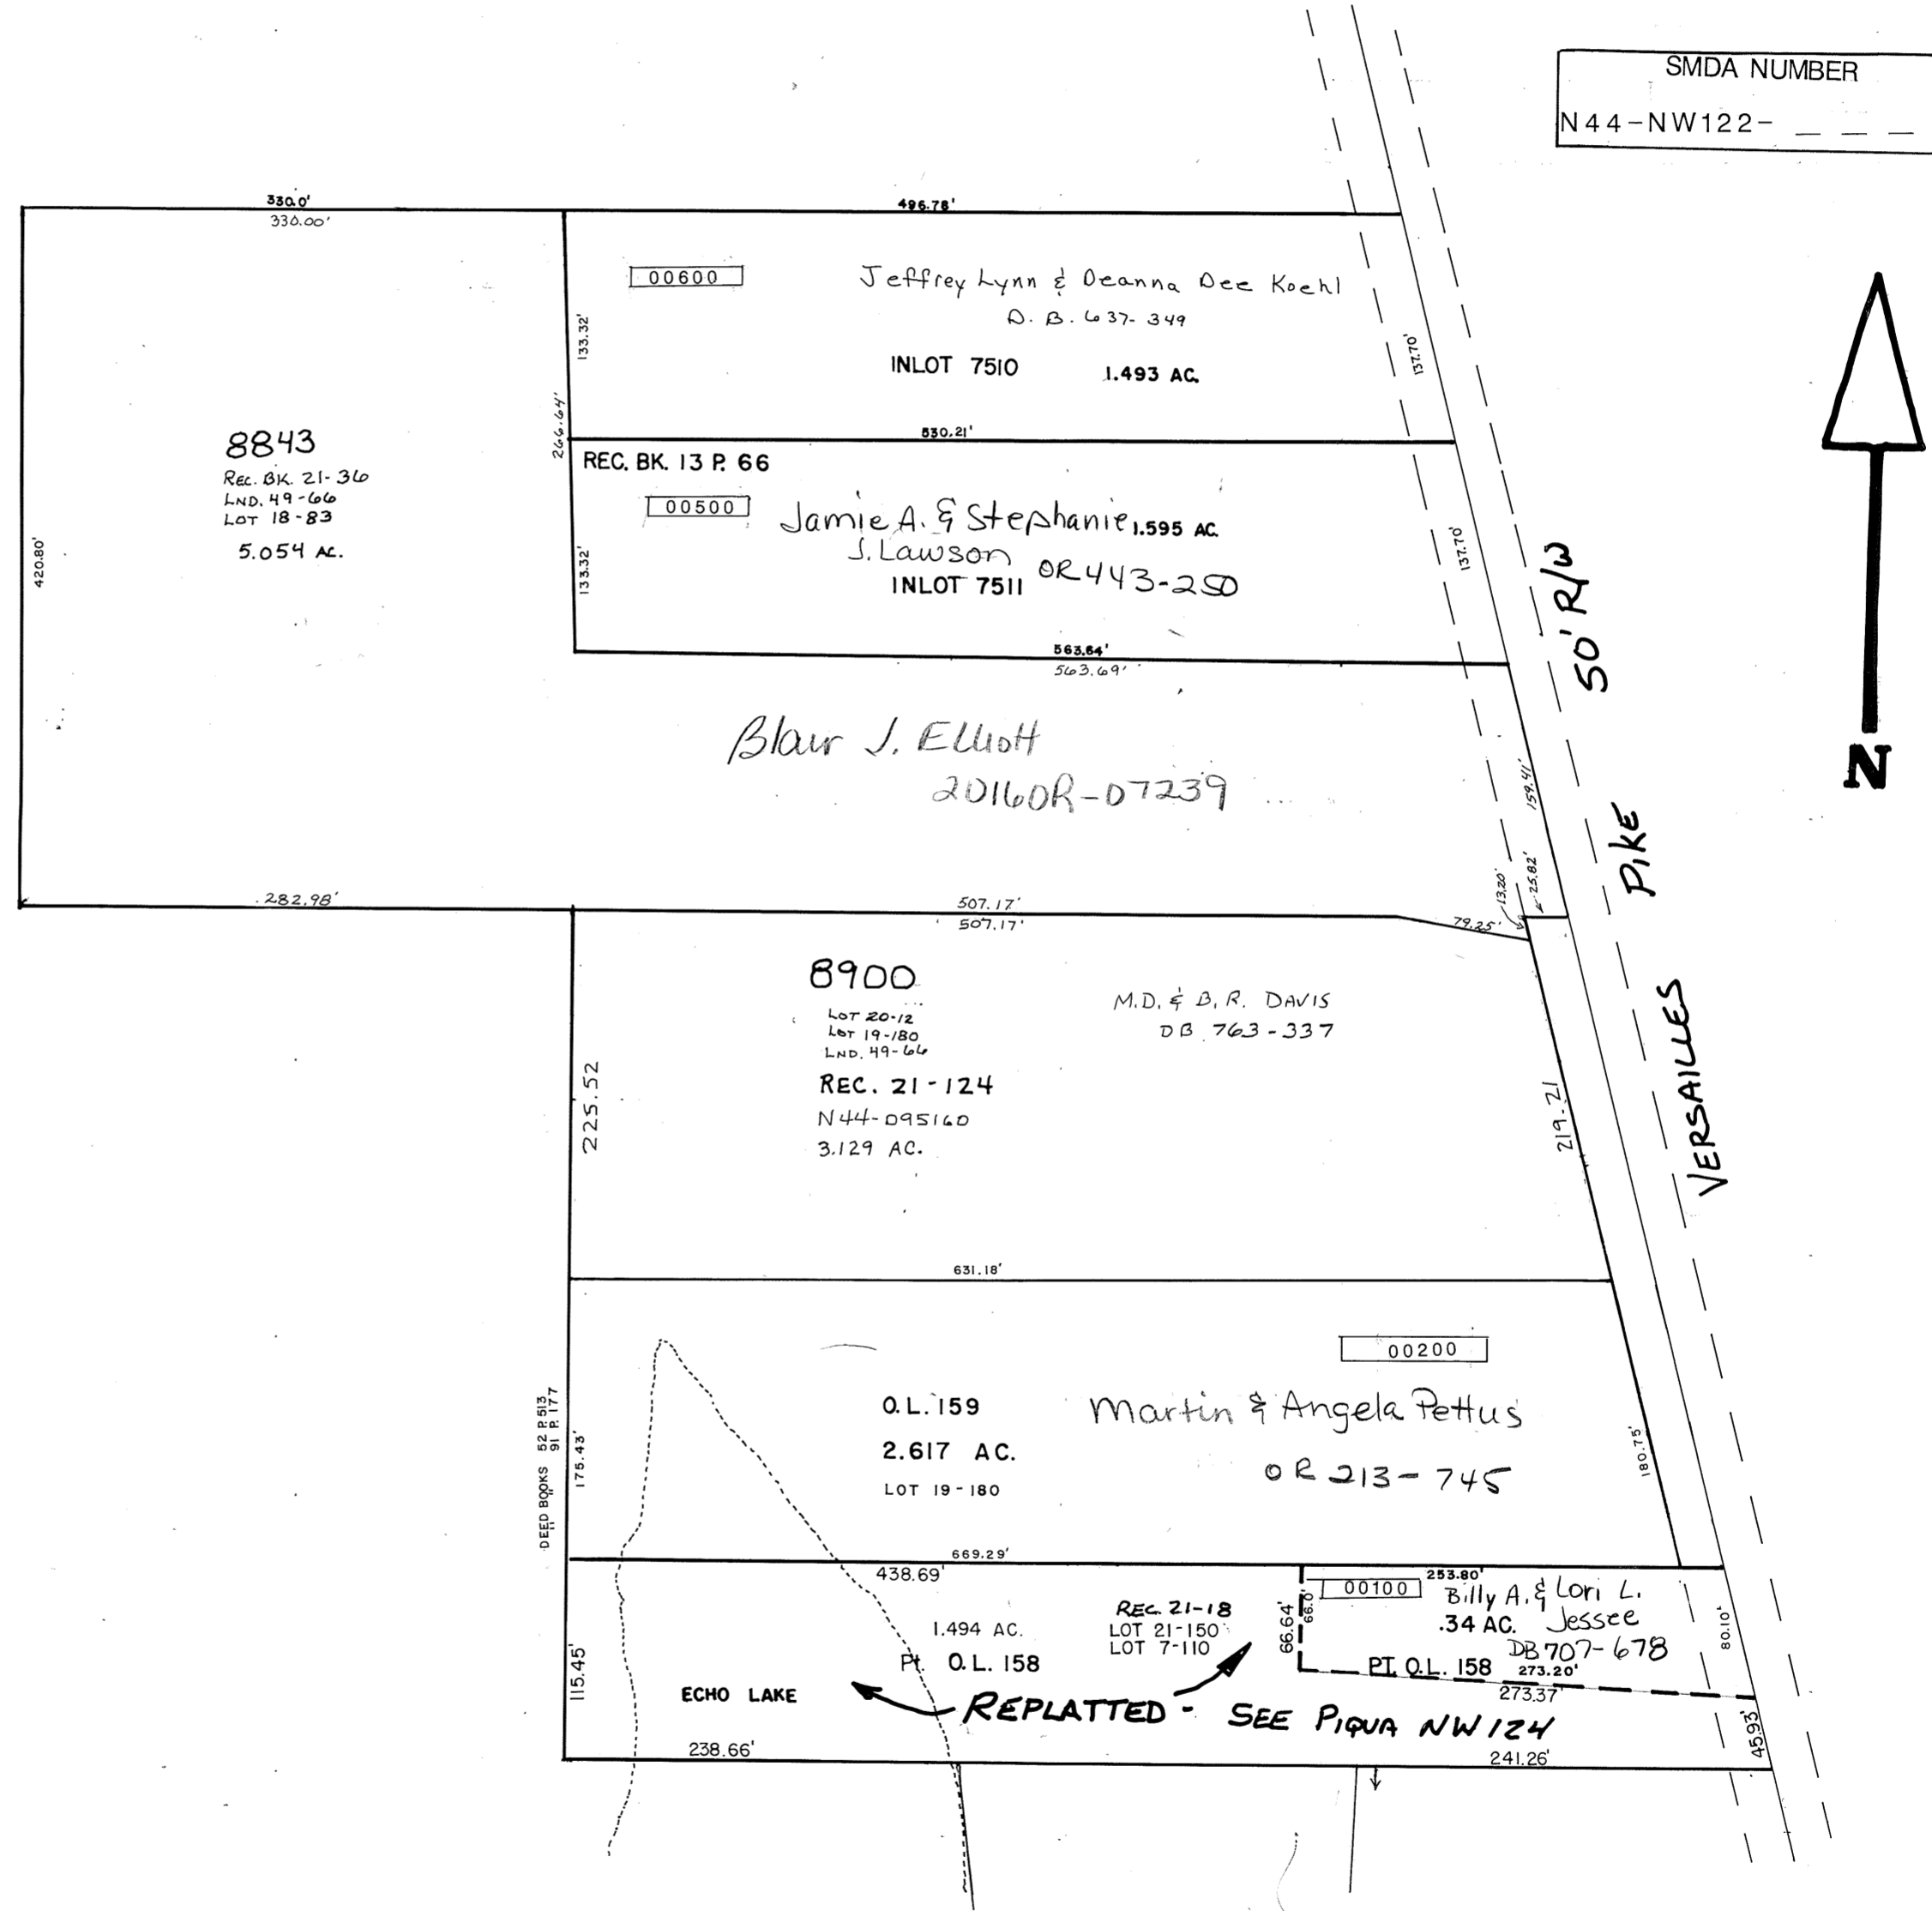 SMDA NUMBER
N44-NW122- _ _ _
330.0'
330.00'
496.78'
00600
Jeffrey Lynn & Deanna Dee Koehl
D. B. 637-349
INLOT 7510 1.493 AC.
133.32'
137.70'
266.64'
530.21'
8843
REC. BK. 21-36
LND. 49-66
LOT 18-83
5.054 AC.
420.80'
REC. BK. 13 P. 66
00500
Jamie A. & Stephanie 1.595 AC.
J. Lawson OR 443-250
INLOT 7511
133.32'
137.70'
563.64'
563.69'
50' R/W
N
Blair J. Elliott
2016OR-07239
159.41'
PIKE
13.20'
25.82'
282.98'
507.17'
507.17'
79.25'
8900
LOT 20-12
LOT 19-180
LND. 49-66
REC. 21-124
N44-095160
3.129 AC.
M.D. & B.R. DAVIS
DB 763-337
225.52
219.21
VERSAILLES
631.18'
00200
O.L. 159
2.617 AC.
LOT 19-180
Martin & Angela Pettus
OR 213-745
DEED BOOKS 52 P. 513
" " 91 P. 177
175.43'
180.75'
669.29'
438.69'
253.80'
00100
Billy A. & Lori L.
.34 AC. Jessee
DB 707-678
66.0'
66.64'
80.10'
1.494 AC.
Pt. O.L. 158
REC. 21-18
LOT 21-150
LOT 7-110
PT. O.L. 158
273.20'
273.37'
115.45'
ECHO LAKE
REPLATTED - SEE PIQUA NW 124
45.93'
238.66'
241.26'